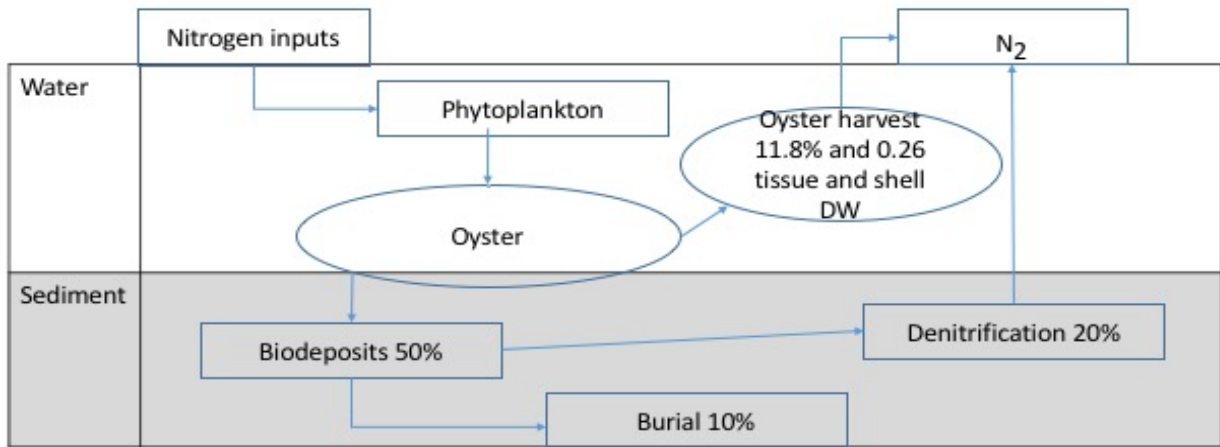 Nitrogen inputs
N2
Water
Phytoplankton
Oyster harvest
11.8% and 0.26
tissue and shell
DW
Oyster
Sediment
Biodeposits 50%
Denitrification 20%
Burial 10%